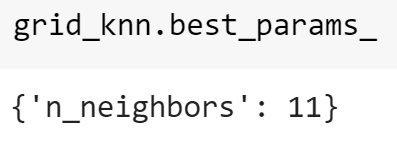 grid_knn.best_params_
{'n_neighbors': 11}